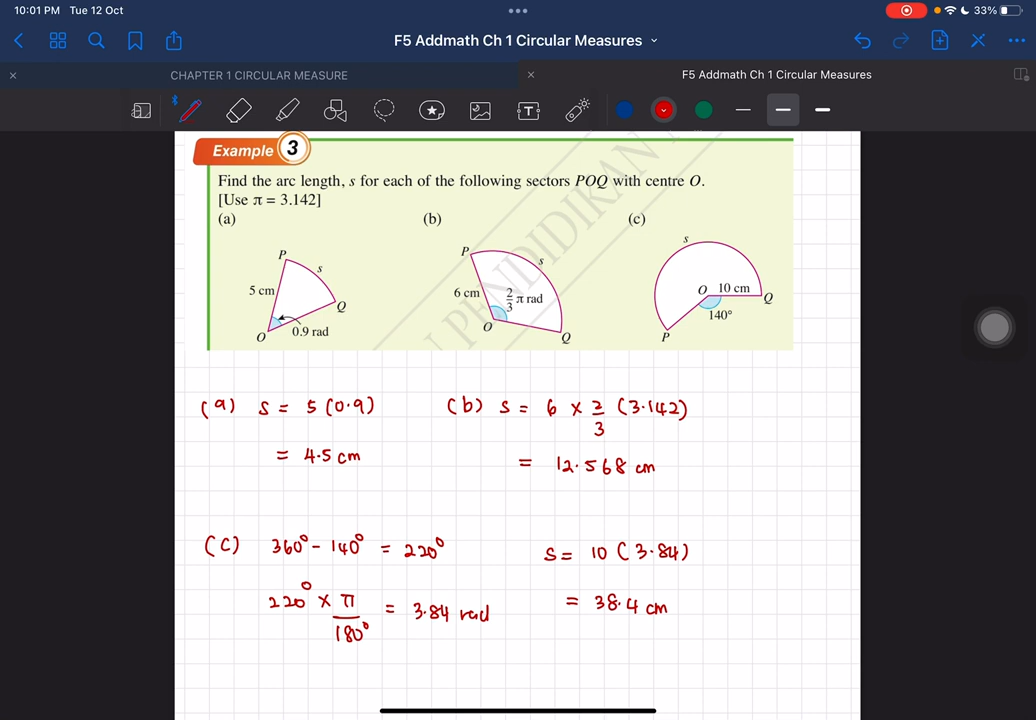 10:01 PM Tue 12 Oct
33%
F5 Addmath Ch 1 Circular Measures
CHAPTER 1 CIRCULAR MEASURE
F5 Addmath Ch 1 Circular Measures
Example 3
Find the arc length, s for each of the following sectors POQ with centre O.
[Use π = 3.142]
(a) (b) (c)
P s 5 cm Q O 0.9 rad
P s 6 cm 2/3 π rad O Q
s O 10 cm Q 140° P
PENDIDIKAN
(a) s = 5 (0.9)
= 4.5 cm
(b) s = 6 × 2/3 (3.142)
= 12.568 cm
(c) 360° - 140° = 220°
220° × π/180° = 3.84 rad
s = 10 (3.84)
= 38.4 cm